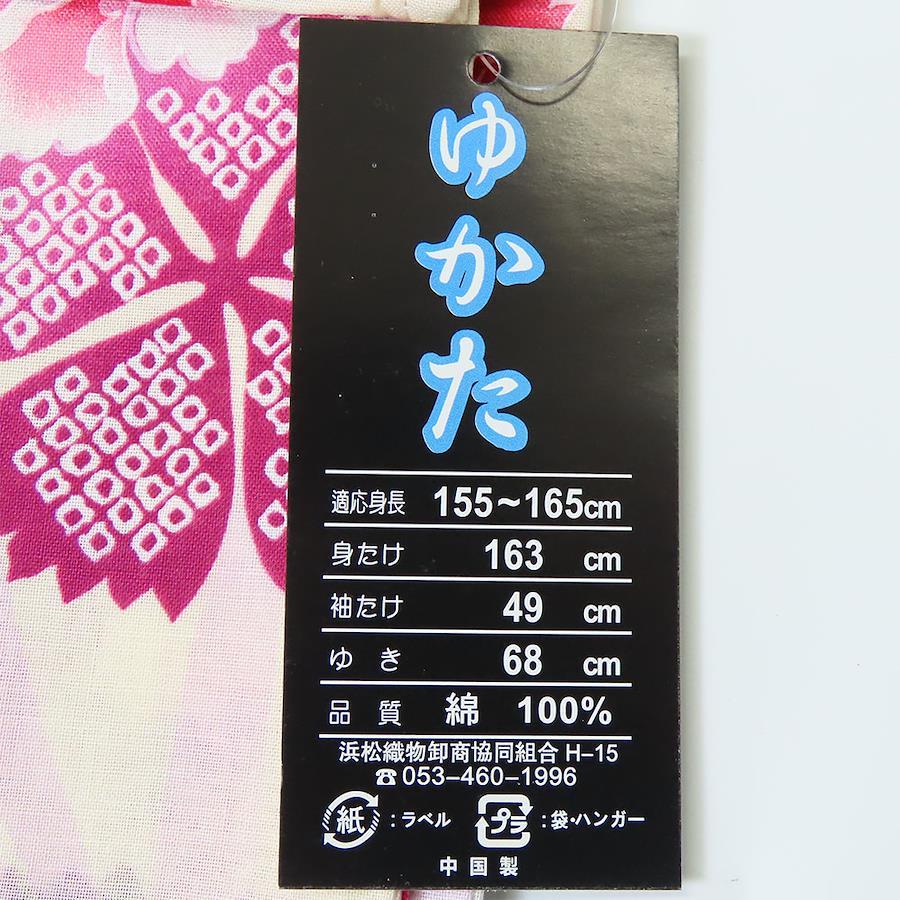 ゆかた
適応身長 155～165cm
身たけ 163 cm
袖たけ 49 cm
ゆき 68 cm
品質 綿 100%
浜松織物卸商協同組合 H-15
☎053-460-1996
紙:ラベル プラ:袋・ハンガー
中国製